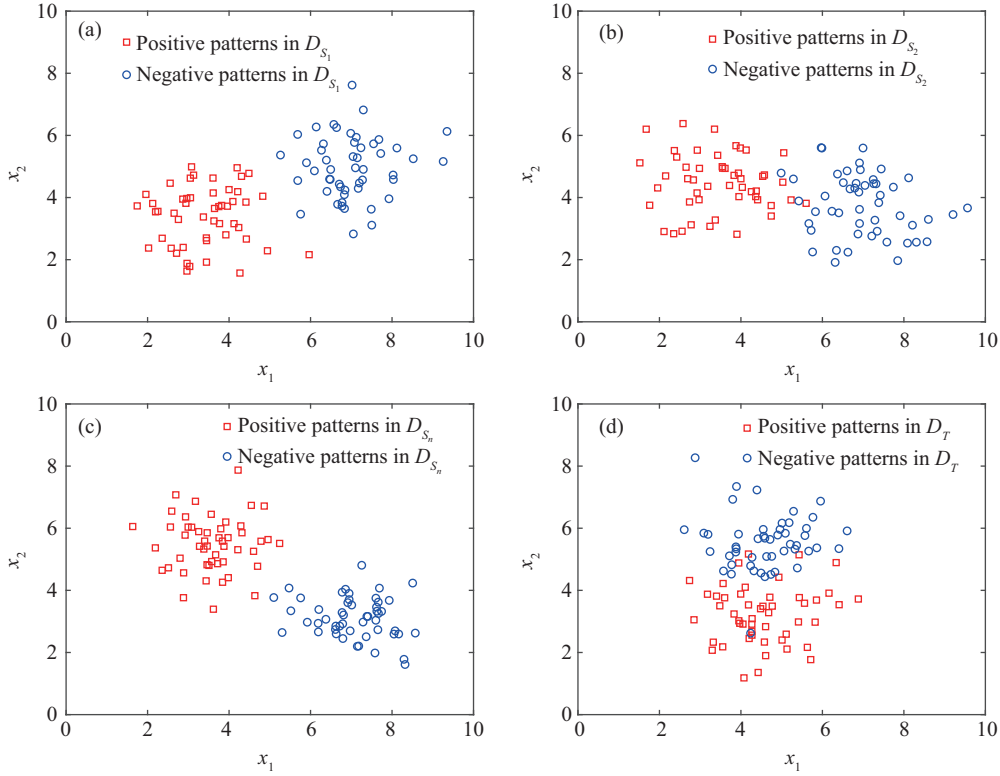 (a)
Positive patterns in D_{S_1}
Negative patterns in D_{S_1}
10
8
6
4
2
0
x_2
0 2 4 6 8 10
x_1
(b)
Positive patterns in D_{S_2}
Negative patterns in D_{S_2}
10
8
6
4
2
0
x_2
0 2 4 6 8 10
x_1
(c)
Positive patterns in D_{S_n}
Negative patterns in D_{S_n}
10
8
6
4
2
0
x_2
0 2 4 6 8 10
x_1
(d)
Positive patterns in D_T
Negative patterns in D_T
10
8
6
4
2
0
x_2
0 2 4 6 8 10
x_1